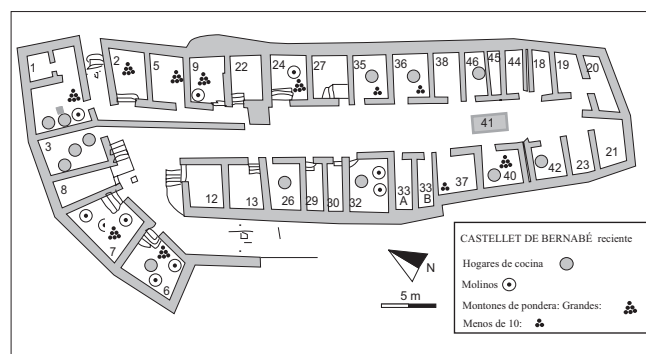 1 2 5 9 22 24 27 35 36 38 46 45 44 18 19 20
3 41
8 12 13 26 29 30 32 33 A 33 B 37 40 42 23 21
7
6
N
5 m
CASTELLET DE BERNABÉ reciente
Hogares de cocina
Molinos
Montones de pondera: Grandes:
Menos de 10: